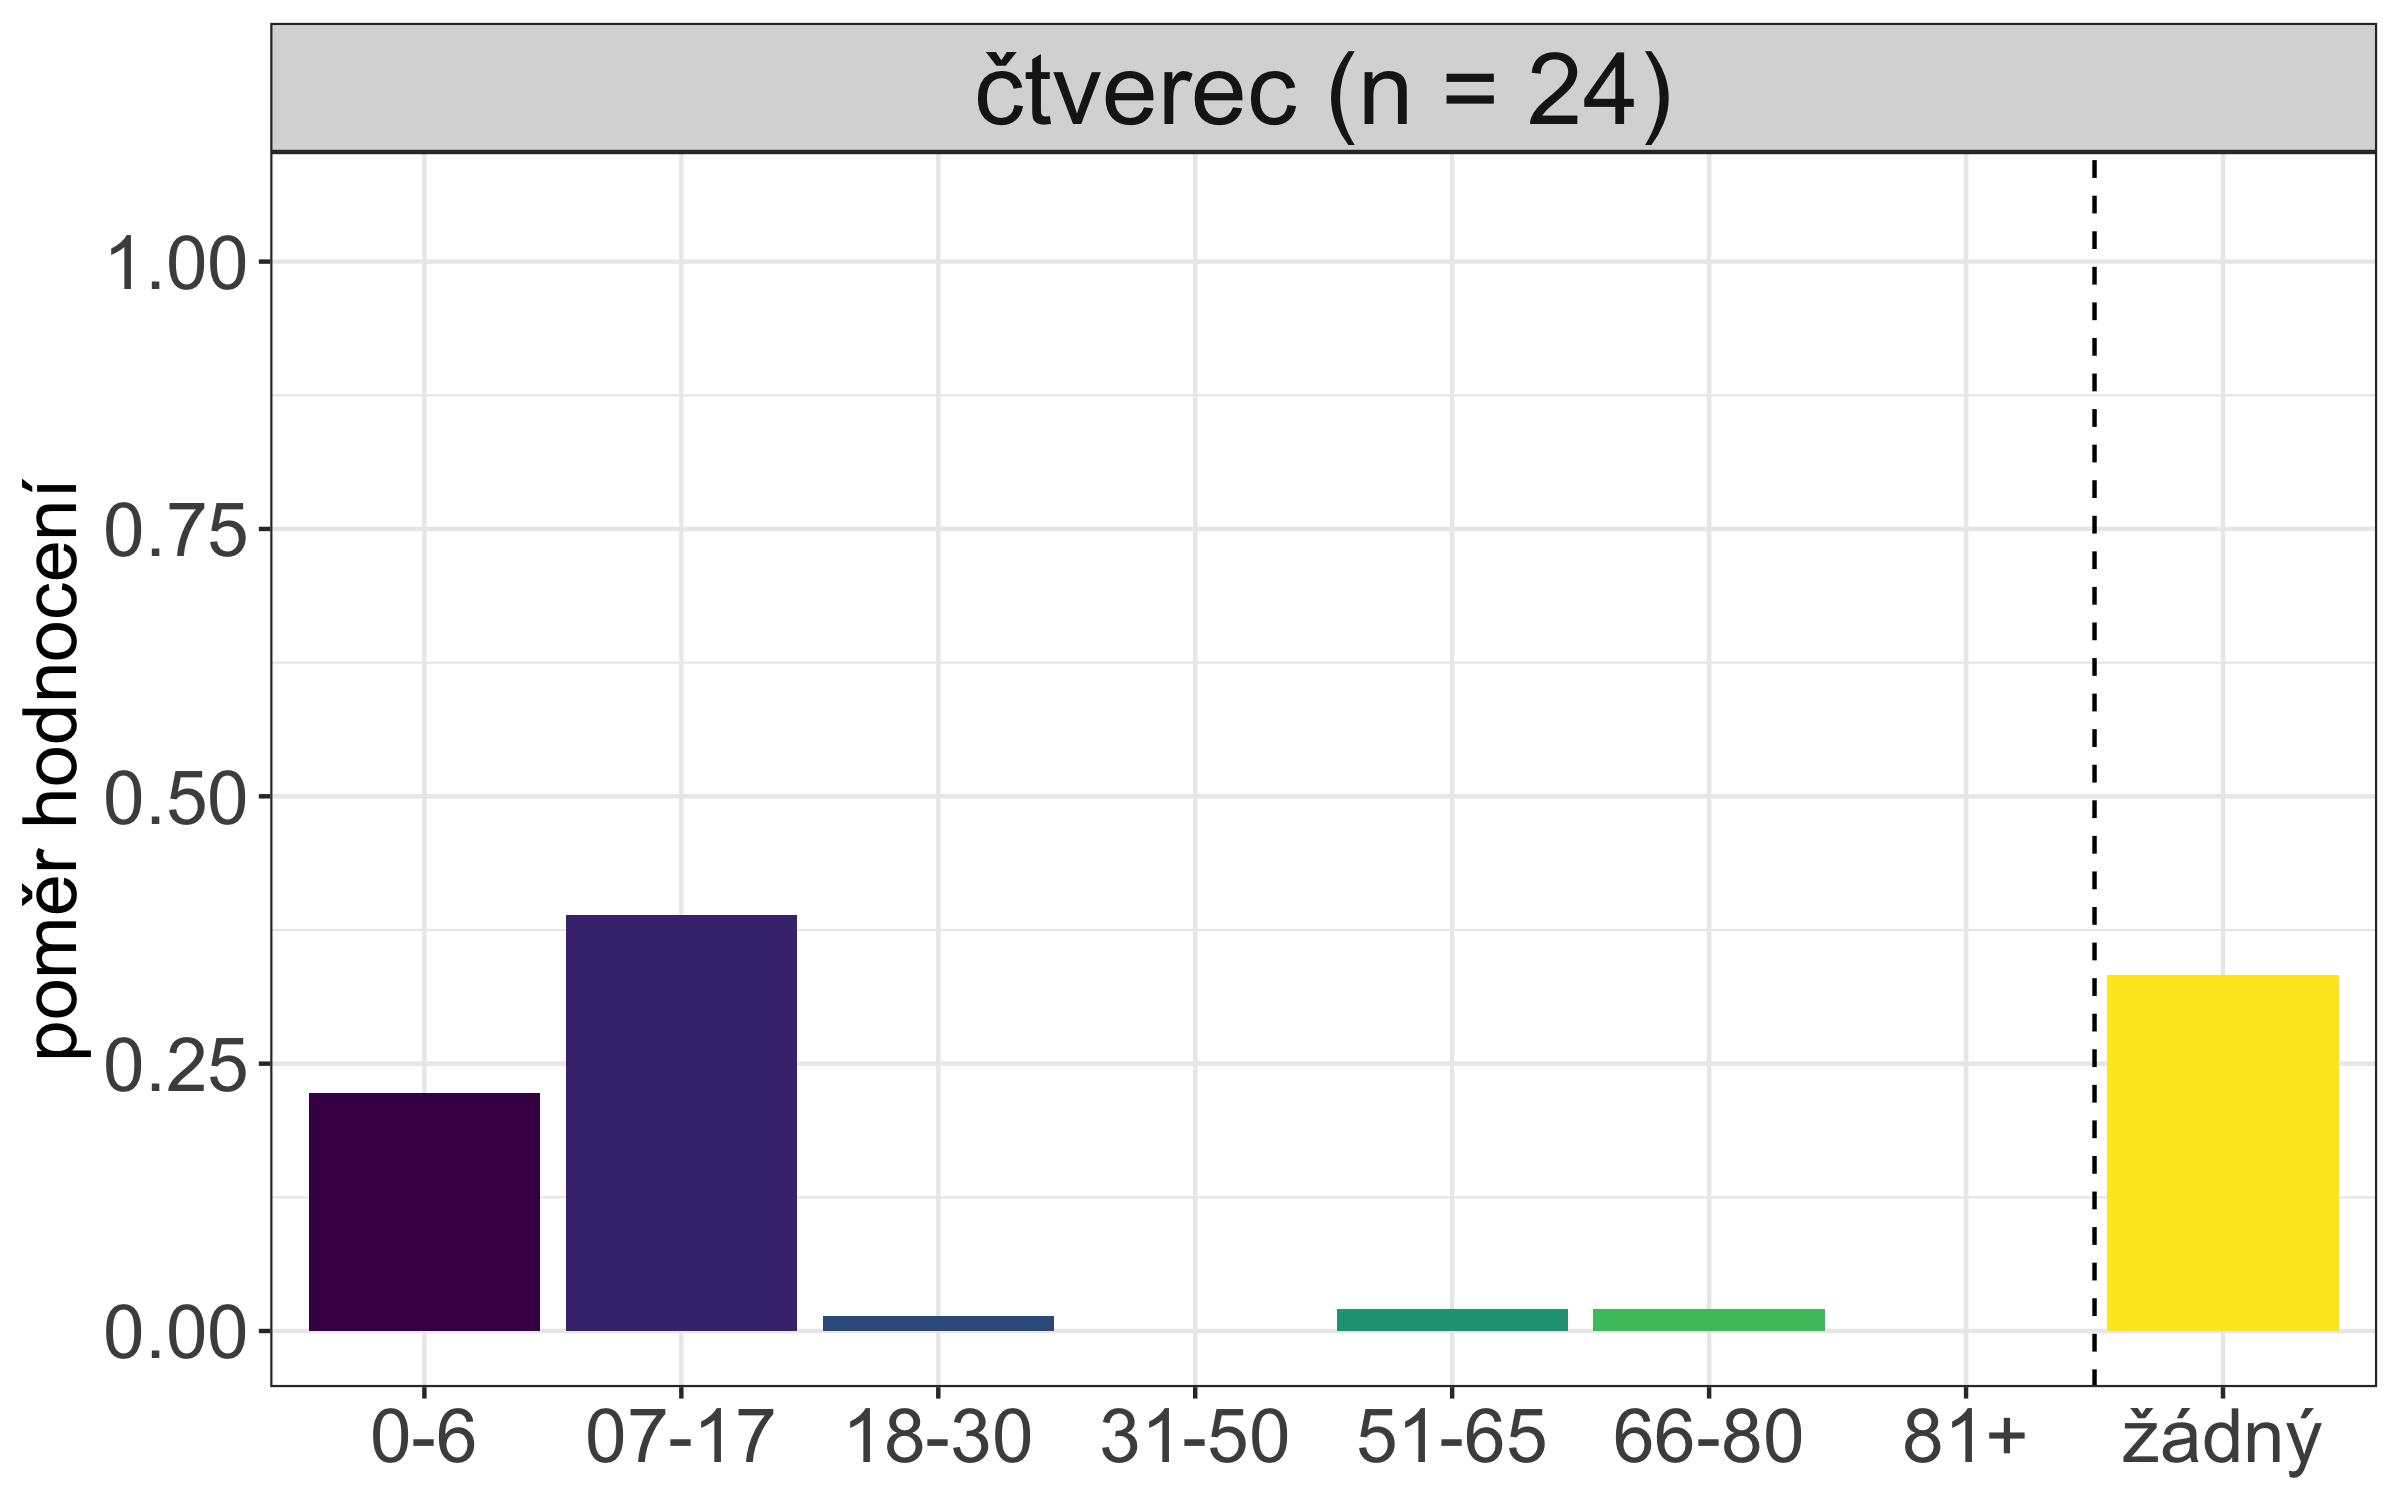 čtverec (n = 24)
poměr hodnocení
1.00
0.75
0.50
0.25
0.00
0-6 07-17 18-30 31-50 51-65 66-80 81+ žádný